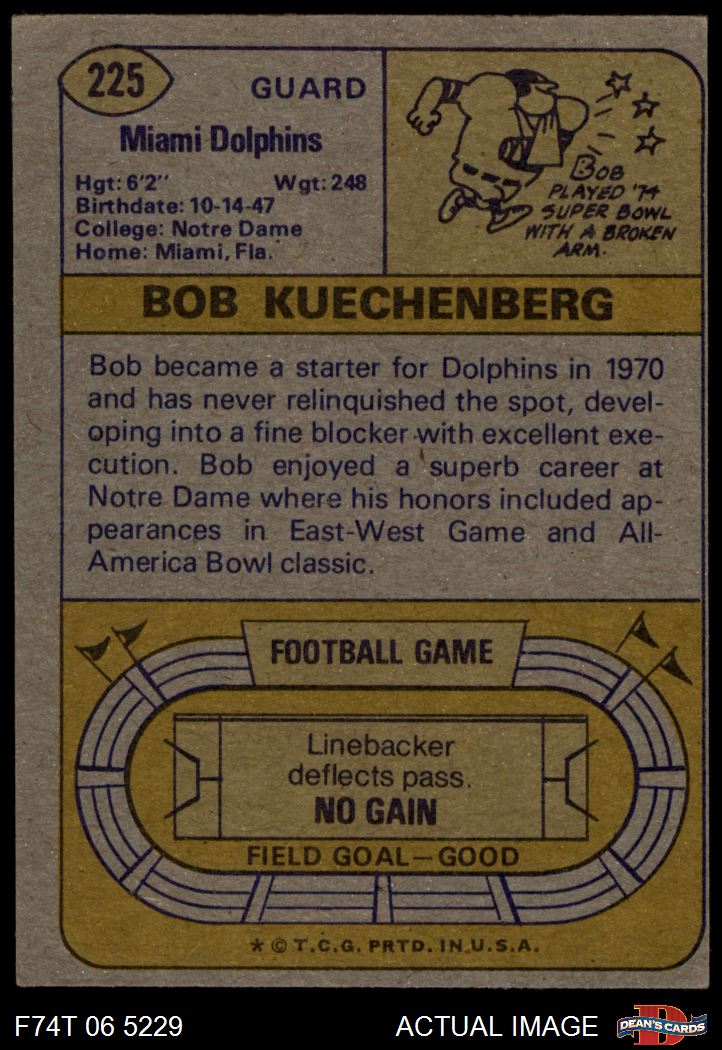 225
GUARD
Miami Dolphins
Hgt: 6'2" Wgt: 248
Birthdate: 10-14-47
College: Notre Dame
Home: Miami, Fla.
BOB
PLAYED '74
SUPER BOWL
WITH A BROKEN
ARM.
BOB KUECHENBERG
Bob became a starter for Dolphins in 1970
and has never relinquished the spot, devel-
oping into a fine blocker with excellent exe-
cution. Bob enjoyed a superb career at
Notre Dame where his honors included ap-
pearances in East-West Game and All-
America Bowl classic.
FOOTBALL GAME
Linebacker
deflects pass.
NO GAIN
FIELD GOAL—GOOD
* © T.C.G. PRTD. IN U.S.A.
F74T 06 5229 ACTUAL IMAGE
D
DEAN'S CARDS